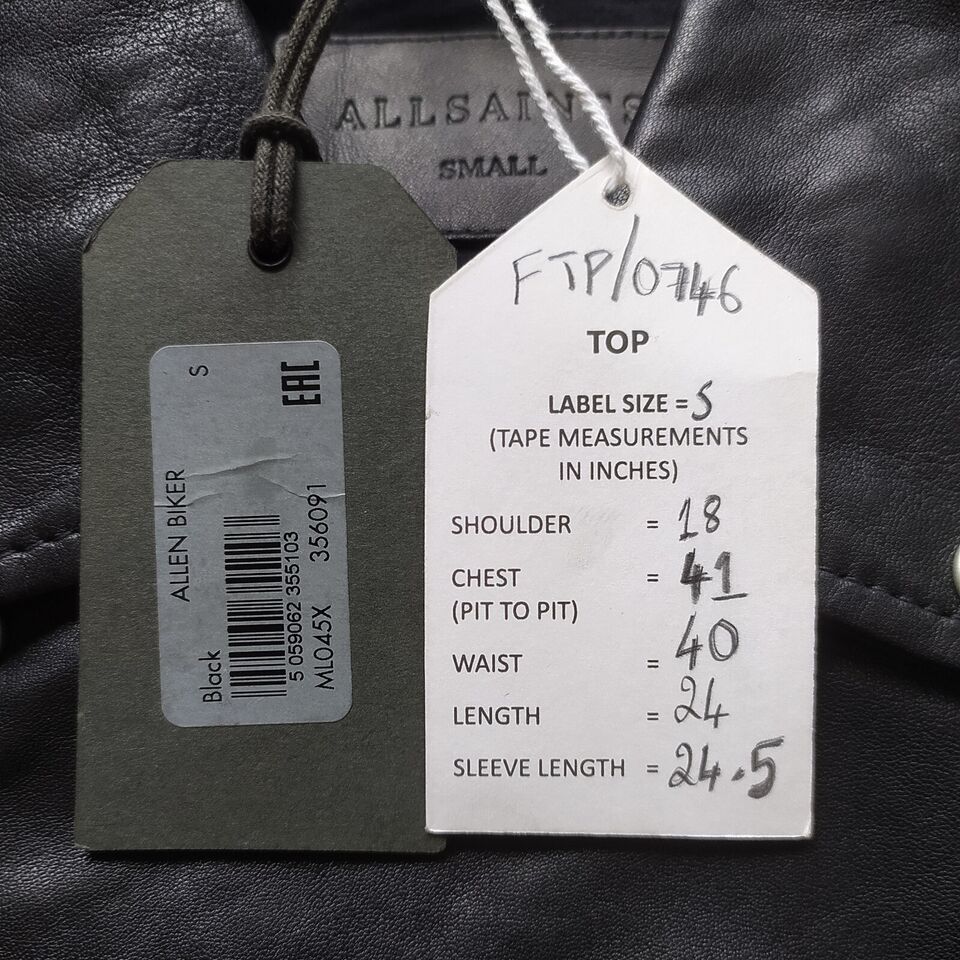 ALLSAINTS
SMALL
S
EAC
ALLEN BIKER
Black
5 059062 355103
ML045X 356091
FTP/0746
TOP
LABEL SIZE = S
(TAPE MEASUREMENTS
IN INCHES)
SHOULDER = 18
CHEST = 41
(PIT TO PIT)
WAIST = 40
LENGTH = 24
SLEEVE LENGTH = 24.5